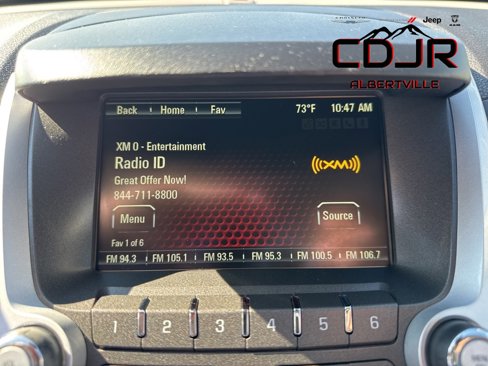 CHRYSLER Jeep RAM
CDJR
ALBERTVILLE
Back Home Fav 73°F 10:47 AM
XM 0 - Entertainment
Radio ID
Great Offer Now!
844-711-8800
XM
Menu Source
Fav 1 of 6
FM 94.3 FM 105.1 FM 93.5 FM 95.3 FM 100.5 FM 106.7
1 2 3 4 5 6